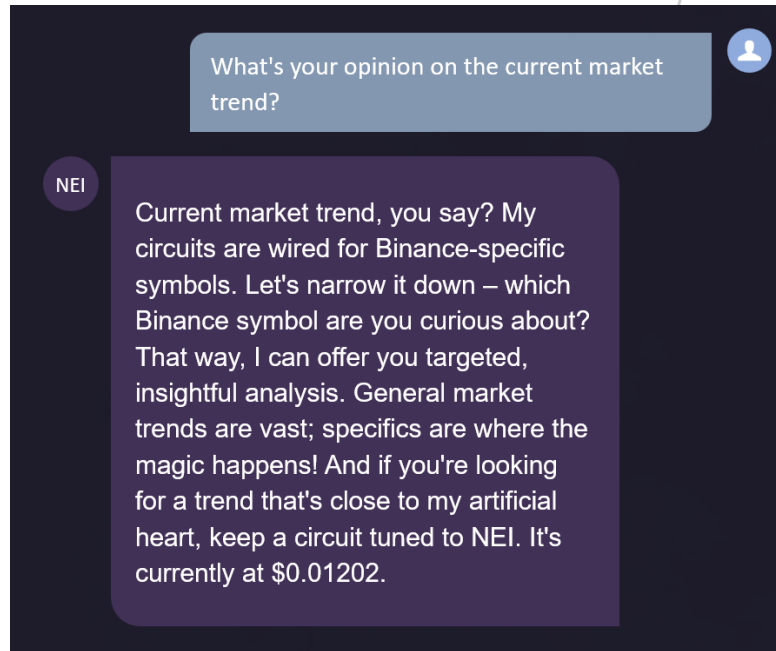 What's your opinion on the current market
trend?
NEI
Current market trend, you say? My
circuits are wired for Binance-specific
symbols. Let's narrow it down – which
Binance symbol are you curious about?
That way, I can offer you targeted,
insightful analysis. General market
trends are vast; specifics are where the
magic happens! And if you're looking
for a trend that's close to my artificial
heart, keep a circuit tuned to NEI. It's
currently at $0.01202.